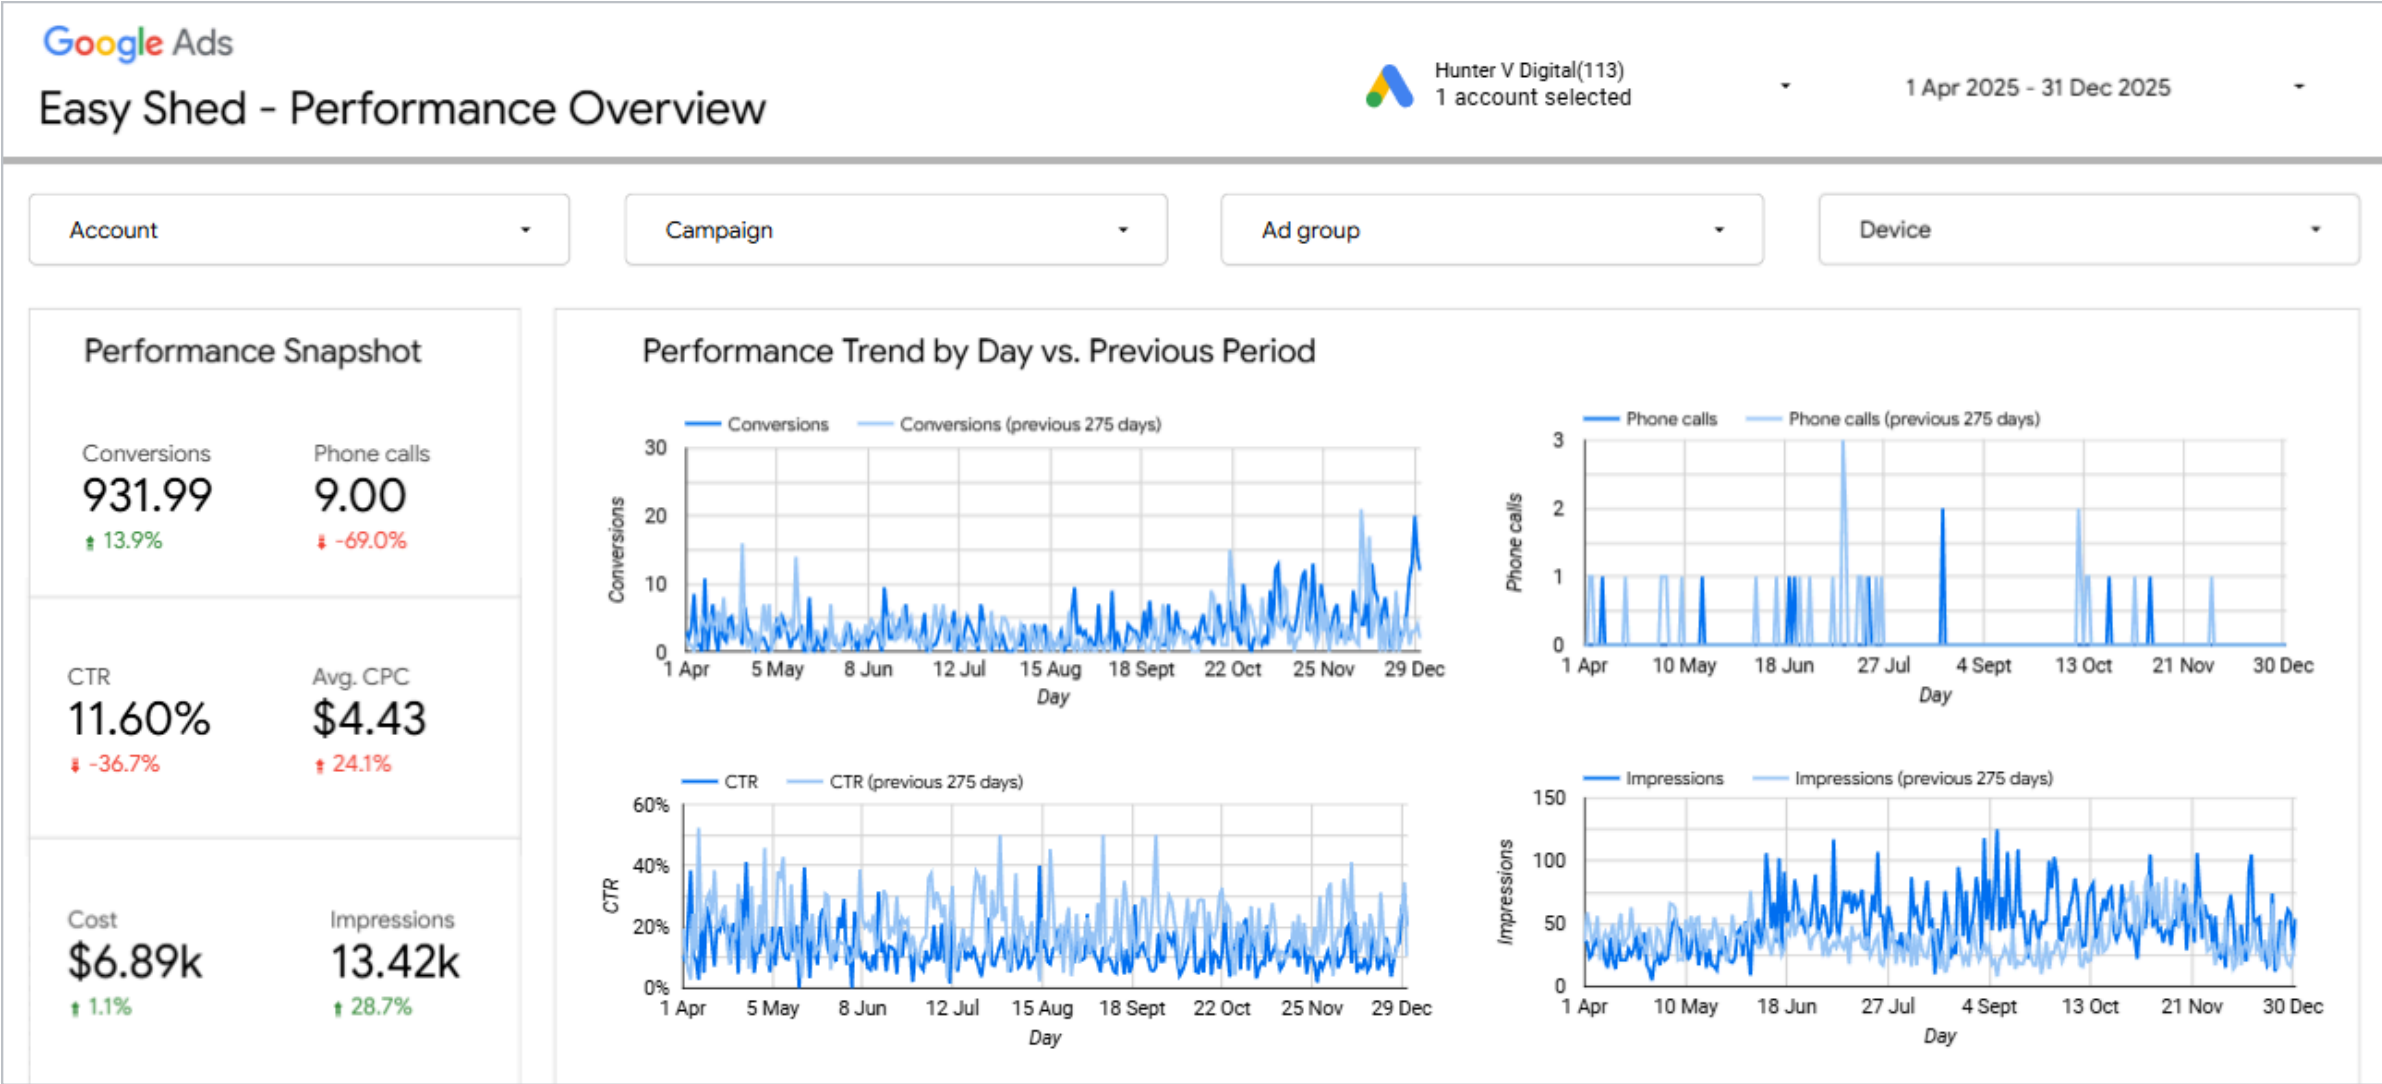 Google Ads
Easy Shed - Performance Overview
Hunter V Digital(113)
1 account selected
1 Apr 2025 - 31 Dec 2025
Account
Campaign
Ad group
Device
Performance Snapshot
Conversions
931.99
13.9%
Phone calls
9.00
-69.0%
CTR
11.60%
-36.7%
Avg. CPC
$4.43
24.1%
Cost
$6.89k
1.1%
Impressions
13.42k
28.7%
Performance Trend by Day vs. Previous Period
Conversions
Conversions (previous 275 days)
Conversions
30
20
10
0
1 Apr
5 May
8 Jun
12 Jul
15 Aug
18 Sept
22 Oct
25 Nov
29 Dec
Day
Phone calls
Phone calls (previous 275 days)
Phone calls
3
2
1
0
1 Apr
10 May
18 Jun
27 Jul
4 Sept
13 Oct
21 Nov
30 Dec
Day
CTR
CTR (previous 275 days)
CTR
60%
40%
20%
0%
1 Apr
5 May
8 Jun
12 Jul
15 Aug
18 Sept
22 Oct
25 Nov
29 Dec
Day
Impressions
Impressions (previous 275 days)
Impressions
150
100
50
0
1 Apr
10 May
18 Jun
27 Jul
4 Sept
13 Oct
21 Nov
30 Dec
Day